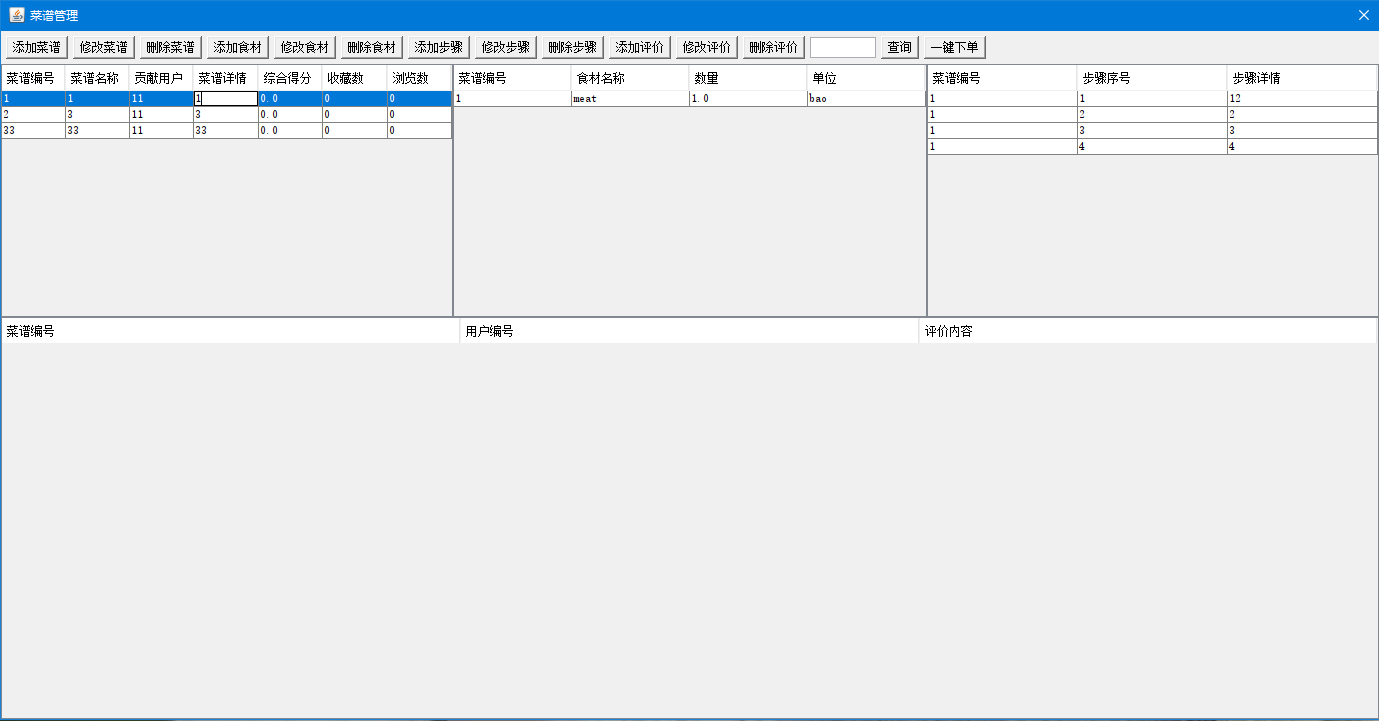 菜谱管理
添加菜谱 修改菜谱 删除菜谱 添加食材 修改食材 删除食材 添加步骤 修改步骤 删除步骤 添加评价 修改评价 删除评价 查询 一键下单
菜谱编号 菜谱名称 贡献用户 菜谱详情 综合得分 收藏数 浏览数 菜谱编号 食材名称 数量 单位 菜谱编号 步骤序号 步骤详情
1 1 11 1 0.0 0 0 1 meat 1.0 bao 1 1 12
2 3 11 3 0.0 0 0 1 2 2
33 33 11 33 0.0 0 0 1 3 3
1 4 4
菜谱编号 用户编号 评价内容